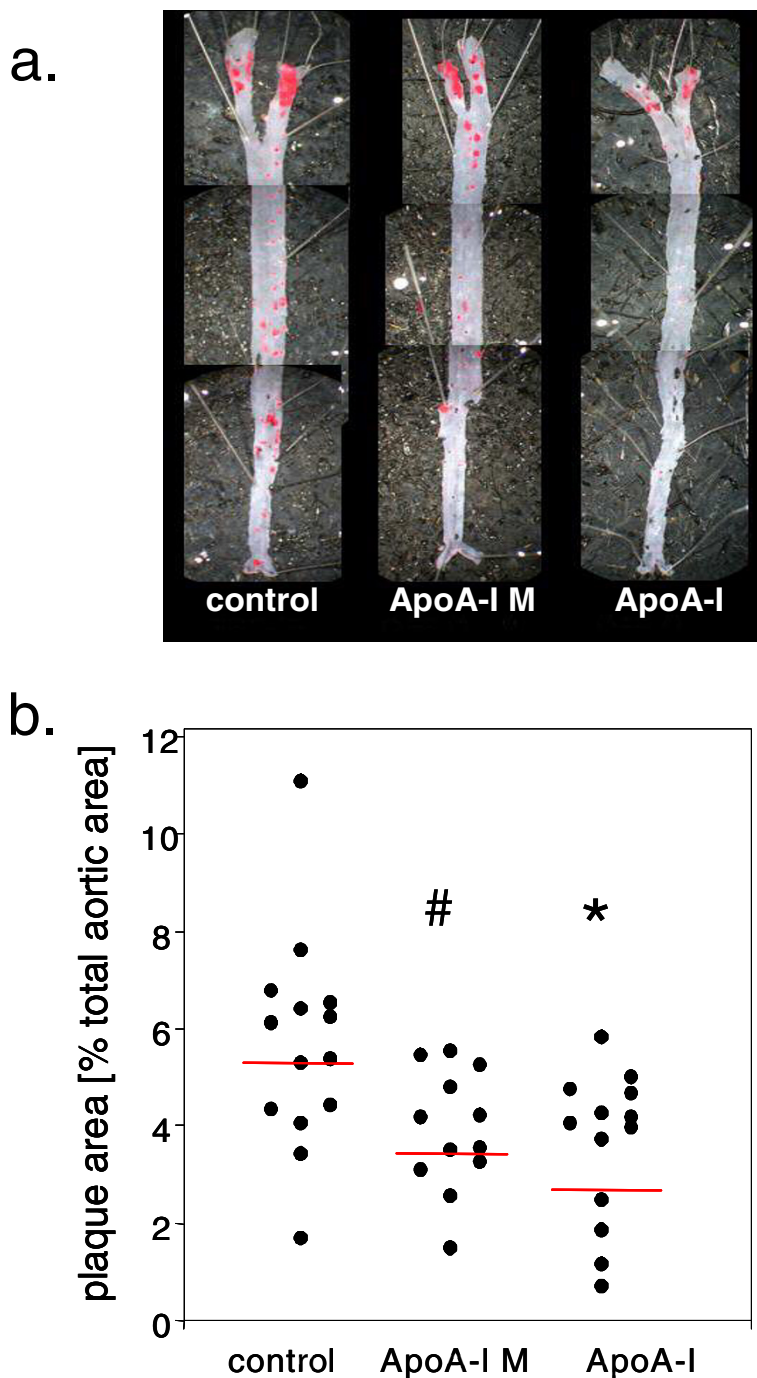 a.
control ApoA-I M ApoA-I
b.
plaque area [% total aortic area]
12
10
8
6
4
2
0
# *
control ApoA-I M ApoA-I